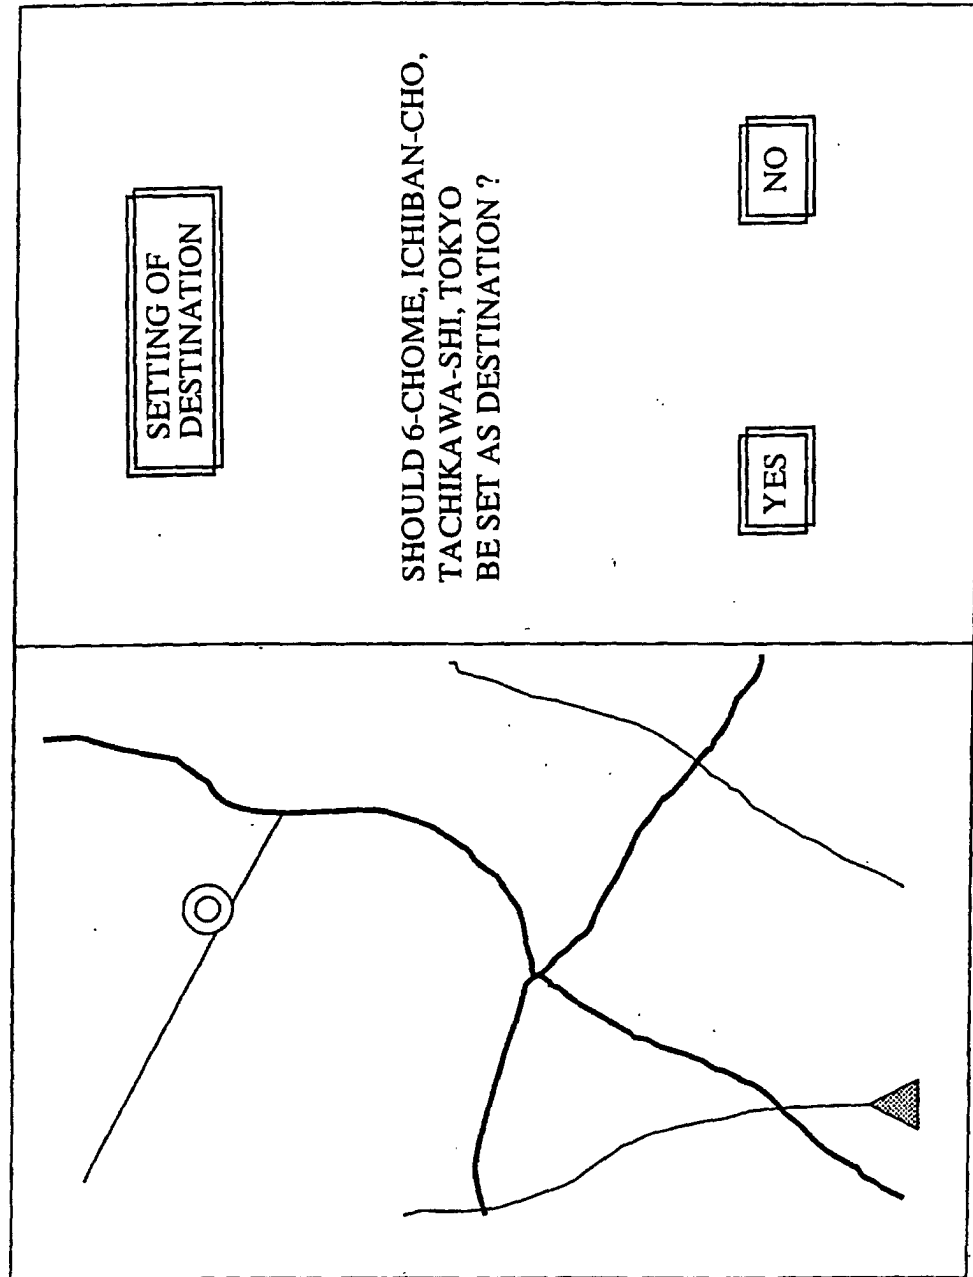 SETTING OF
DESTINATION
SHOULD 6-CHOME, ICHIBAN-CHO,
TACHIKAWA-SHI, TOKYO
BE SET AS DESTINATION ?
YES
NO